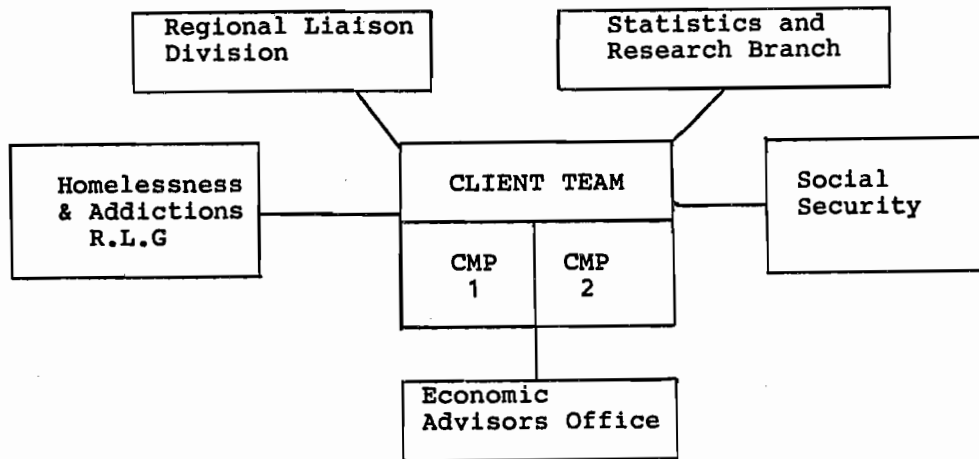 Regional Liaison
Division
Statistics and
Research Branch
Homelessness
& Addictions
R.L.G
CLIENT TEAM
Social
Security
CMP
1
CMP
2
Economic
Advisors Office